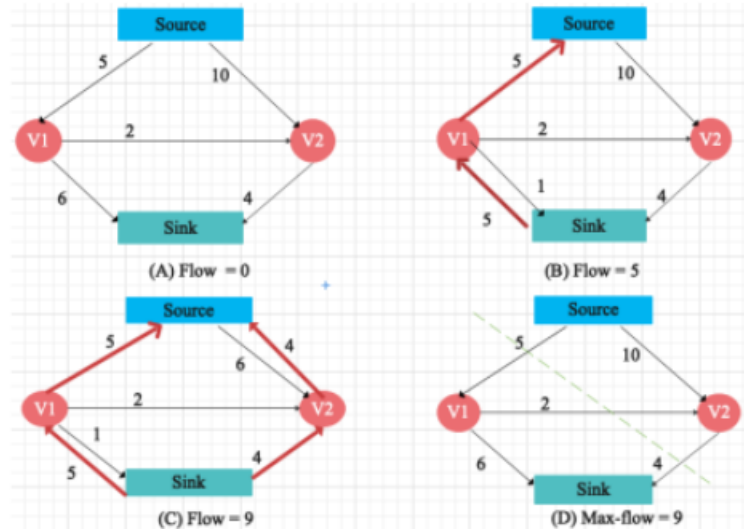 Source
5
10
V1
2
V2
6
4
Sink
(A) Flow = 0
Source
5
10
V1
2
V2
1
4
5
Sink
(B) Flow = 5
Source
5
4
6
V1
2
V2
1
5
4
Sink
(C) Flow = 9
Source
5
10
V1
2
V2
6
4
Sink
(D) Max-flow = 9